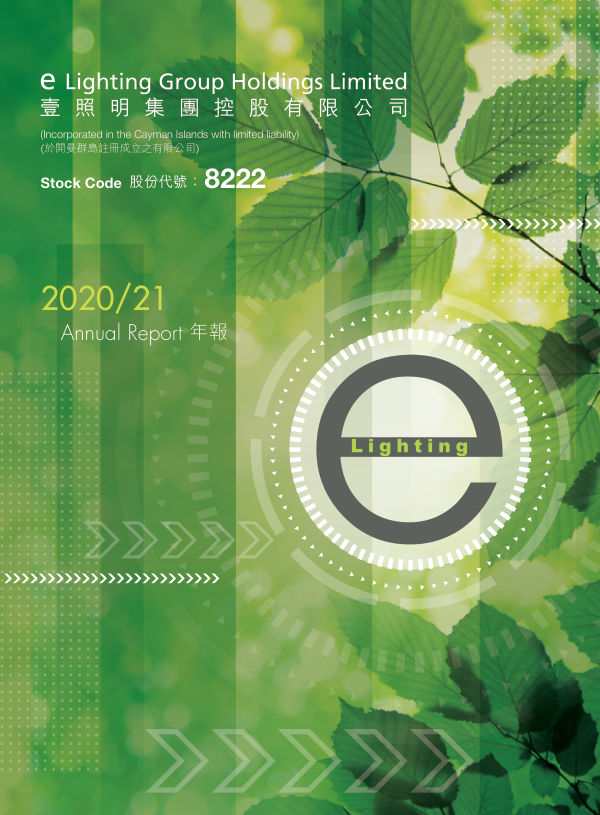 e Lighting Group Holdings Limited
壹照明集團控股有限公司
(Incorporated in the Cayman Islands with limited liability)
(於開曼群島註冊成立之有限公司)
Stock Code 股份代號：8222
2020/21
Annual Report 年報
e
Lighting